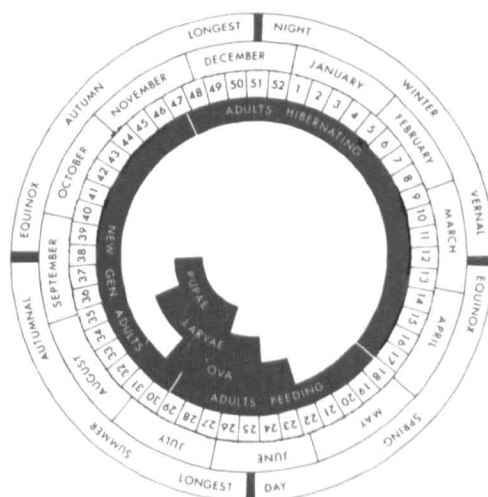 LONGEST NIGHT
WINTER
VERNAL EQUINOX
SPRING
LONGEST DAY
SUMMER
AUTUMNAL EQUINOX
AUTUMN
JANUARY
FEBRUARY
MARCH
APRIL
MAY
JUNE
JULY
AUGUST
SEPTEMBER
OCTOBER
NOVEMBER
DECEMBER
1 2 3 4 5 6 7 8 9 10 11 12 13 14 15 16 17 18 19 20 21 22 23 24 25 26 27 28 29 30 31 32 33 34 35 36 37 38 39 40 41 42 43 44 45 46 47 48 49 50 51 52
ADULTS HIBERNATING
ADULTS FEEDING
NEW GEN ADULTS
PUPAE
LARVAE
OVA